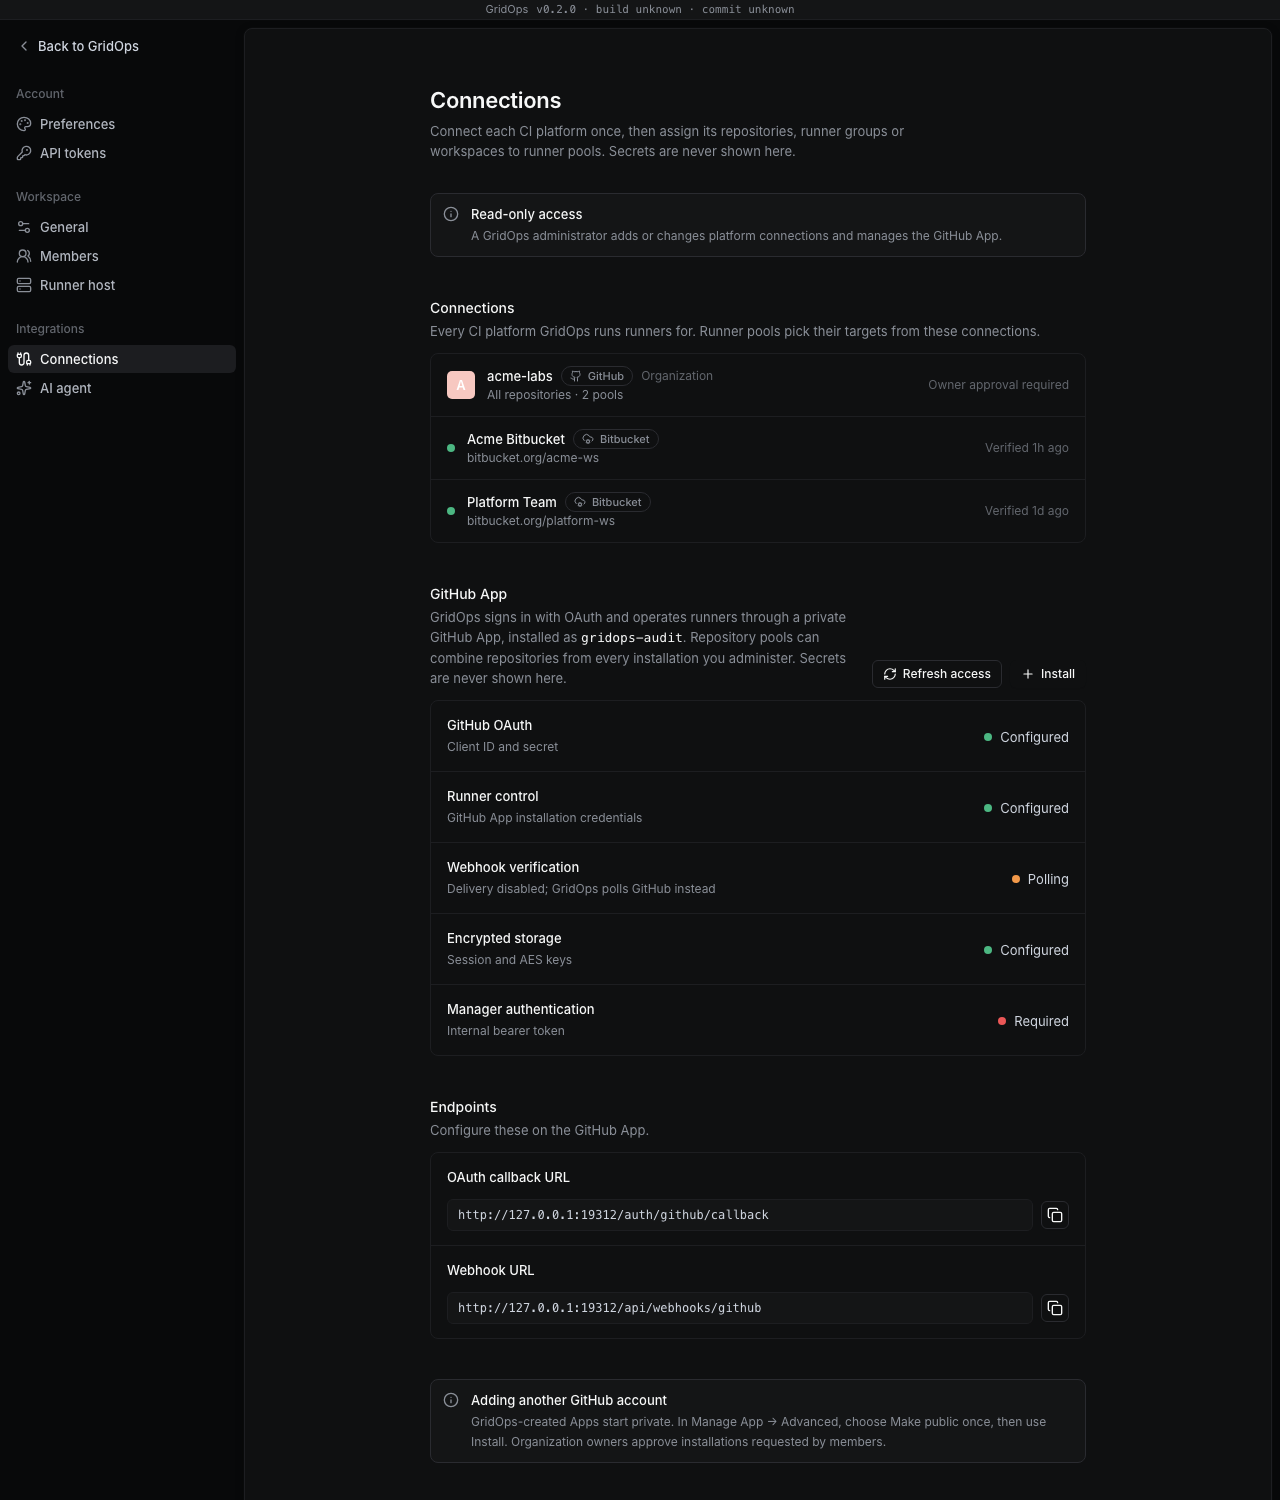 GridOps v0.2.0 · build unknown · commit unknown
Back to GridOps
Account
Preferences
API tokens
Workspace
General
Members
Runner host
Integrations
Connections
AI agent
Connections
Connect each CI platform once, then assign its repositories, runner groups or
workspaces to runner pools. Secrets are never shown here.
Read-only access
A GridOps administrator adds or changes platform connections and manages the GitHub App.
Connections
Every CI platform GridOps runs runners for. Runner pools pick their targets from these connections.
A
acme-labs GitHub Organization
All repositories · 2 pools
Owner approval required
Acme Bitbucket Bitbucket
bitbucket.org/acme-ws
Verified 1h ago
Platform Team Bitbucket
bitbucket.org/platform-ws
Verified 1d ago
GitHub App
GridOps signs in with OAuth and operates runners through a private
GitHub App, installed as gridops-audit. Repository pools can
combine repositories from every installation you administer. Secrets
are never shown here.
Refresh access
Install
GitHub OAuth
Client ID and secret
Configured
Runner control
GitHub App installation credentials
Configured
Webhook verification
Delivery disabled; GridOps polls GitHub instead
Polling
Encrypted storage
Session and AES keys
Configured
Manager authentication
Internal bearer token
Required
Endpoints
Configure these on the GitHub App.
OAuth callback URL
http://127.0.0.1:19312/auth/github/callback
Webhook URL
http://127.0.0.1:19312/api/webhooks/github
Adding another GitHub account
GridOps-created Apps start private. In Manage App → Advanced, choose Make public once, then use
Install. Organization owners approve installations requested by members.